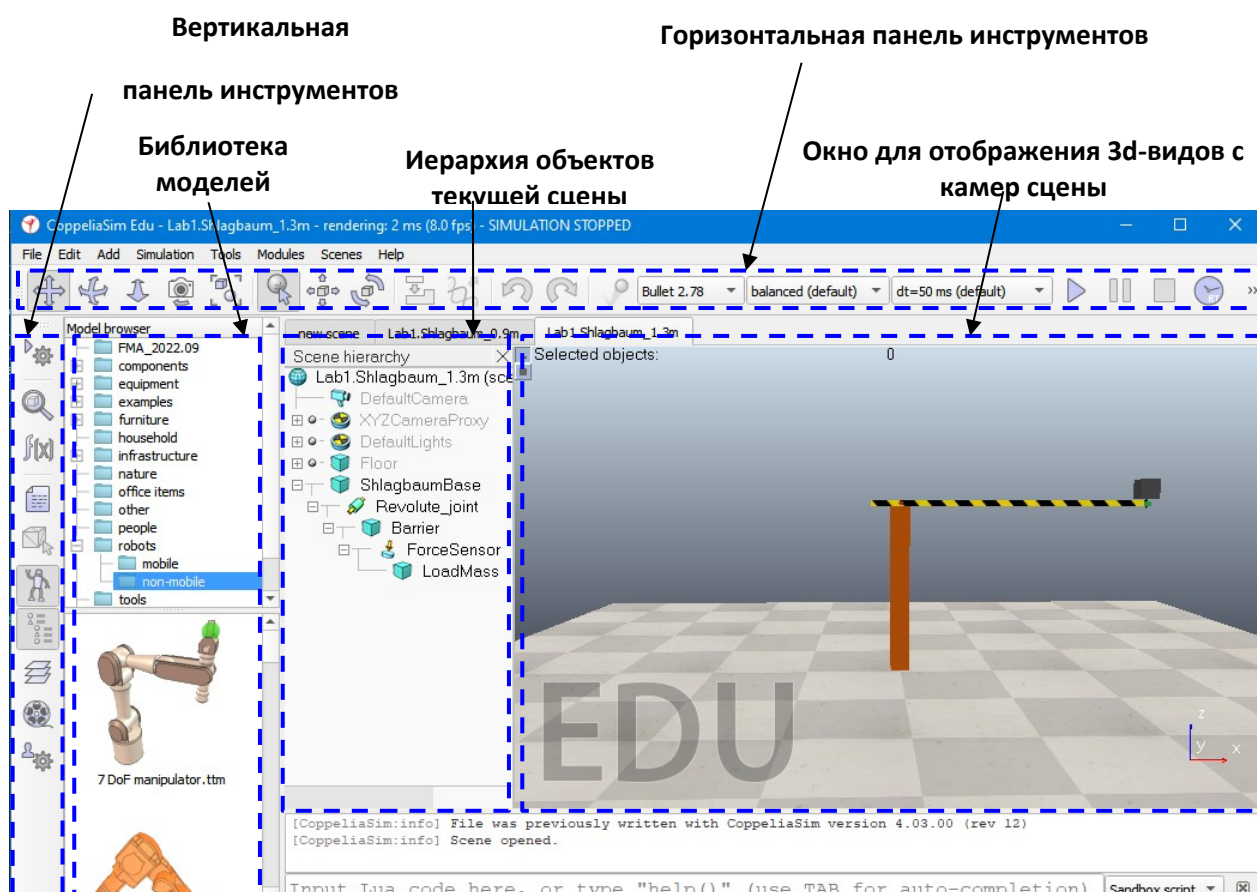 Вертикальная
панель инструментов
Горизонтальная панель инструментов
Библиотека
моделей
Иерархия объектов
текущей сцены
Окно для отображения 3d-видов с
камер сцены
CoppeliaSim Edu - Lab1.Shlagbaum_1.3m - rendering: 2 ms (8.0 fps) - SIMULATION STOPPED
File Edit Add Simulation Tools Modules Scenes Help
Bullet 2.78 balanced (default) dt=50 ms (default) RT »
Model browser
FMA_2022.09
components
equipment
examples
furniture
household
infrastructure
nature
office items
other
people
robots
mobile
non-mobile
tools
f(x)
7 DoF manipulator.ttm
new scene Lab1.Shlagbaum_0.9m Lab1.Shlagbaum_1.3m
Scene hierarchy
Lab1.Shlagbaum_1.3m (sce
DefaultCamera
XYZCameraProxy
DefaultLights
Floor
ShlagbaumBase
Revolute_joint
Barrier
ForceSensor
LoadMass
Selected objects: 0
EDU
z
y x
[CoppeliaSim:info] File was previously written with CoppeliaSim version 4.03.00 (rev 12)
[CoppeliaSim:info] Scene opened.
Input Lua code here, or type "help()" (use TAB for auto-completion) Sandbox script